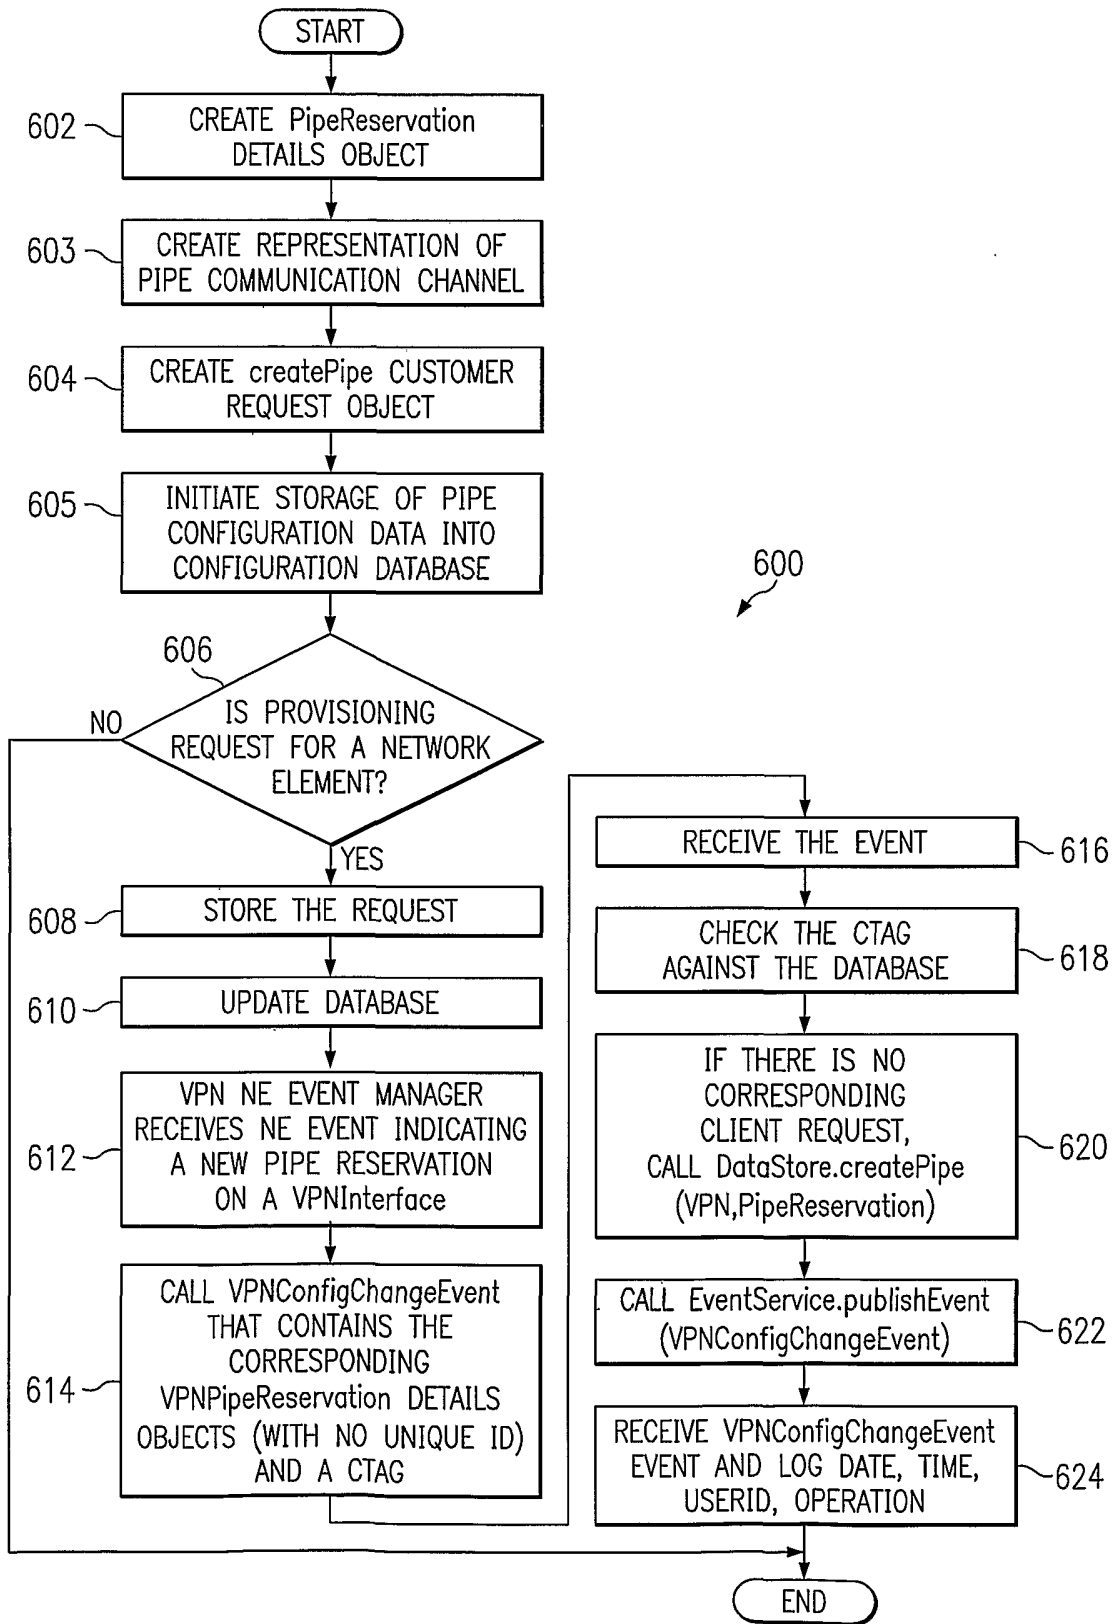 START
602
CREATE PipeReservation
DETAILS OBJECT
603
CREATE REPRESENTATION OF
PIPE COMMUNICATION CHANNEL
604
CREATE createPipe CUSTOMER
REQUEST OBJECT
605
INITIATE STORAGE OF PIPE
CONFIGURATION DATA INTO
CONFIGURATION DATABASE
600
606
NO
IS PROVISIONING
REQUEST FOR A NETWORK
ELEMENT?
YES
608
STORE THE REQUEST
610
UPDATE DATABASE
612
VPN NE EVENT MANAGER
RECEIVES NE EVENT INDICATING
A NEW PIPE RESERVATION
ON A VPNInterface
614
CALL VPNConfigChangeEvent
THAT CONTAINS THE
CORRESPONDING
VPNPipeReservation DETAILS
OBJECTS (WITH NO UNIQUE ID)
AND A CTAG
RECEIVE THE EVENT
616
CHECK THE CTAG
AGAINST THE DATABASE
618
IF THERE IS NO
CORRESPONDING
CLIENT REQUEST,
CALL DataStore.createPipe
(VPN,PipeReservation)
620
CALL EventService.publishEvent
(VPNConfigChangeEvent)
622
RECEIVE VPNConfigChangeEvent
EVENT AND LOG DATE, TIME,
USERID, OPERATION
624
END